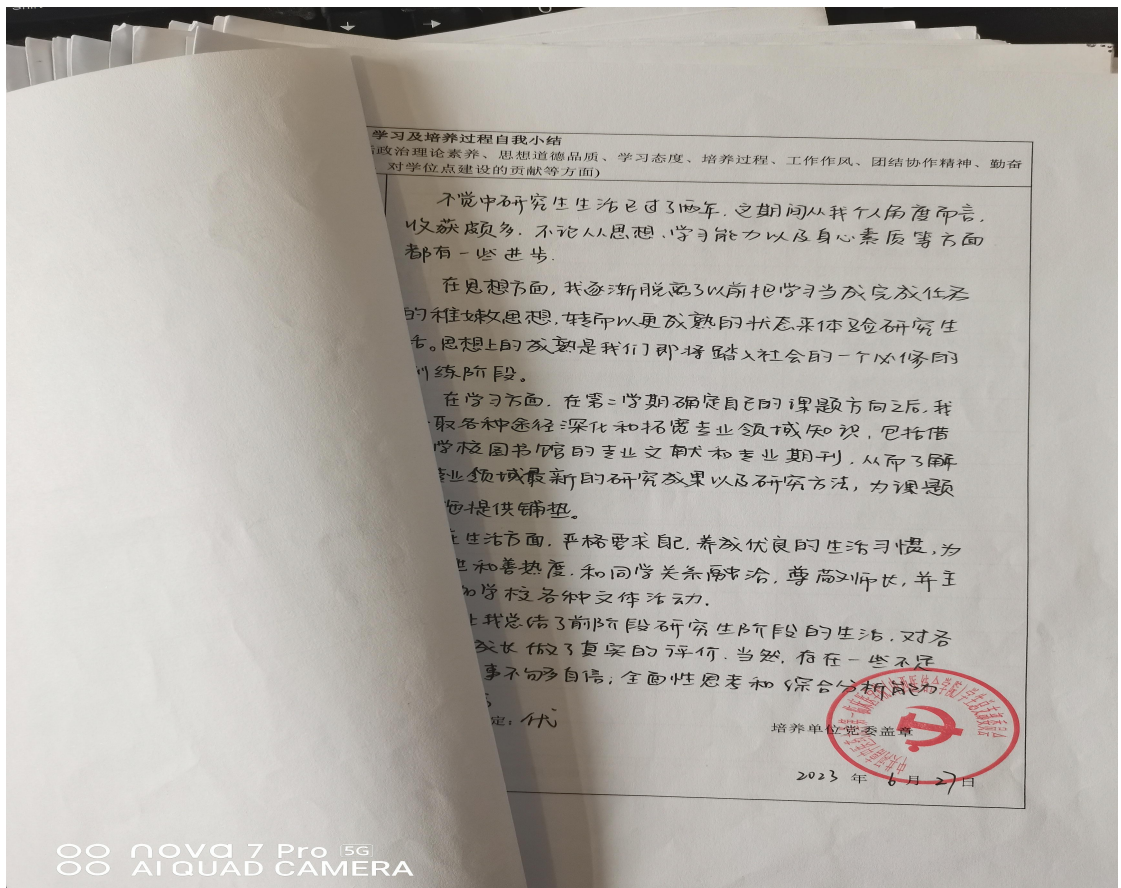 学习及培养过程自我小结
政治理论素养、思想道德品质、学习态度、培养过程、工作作风、团结协作精神、勤奋
对学位点建设的贡献等方面)
不觉中研究生生活已过了两年.这期间从我个人角度而言,
收获颇多.不论从思想、学习能力以及身心素质等方面
都有一些进步.
在思想方面,我逐渐脱离了以前把学习当成完成任务
的稚嫩思想,转而以更成熟的状态来体验研究生
活。思想上的成熟是我们即将踏入社会的一个必修的
训练阶段。
在学习方面.在第二学期确定自己的课题方向之后,我
取各种途径深化和拓宽专业领域知识,包括借
学校图书馆的专业文献和专业期刊.从而了解
专业领域最新的研究成果以及研究方法,为课题
提供铺垫。
在生活方面.严格要求自己.养成优良的生活习惯,为
和善热度.和同学关系融洽,尊敬师长,并主
学校各种文体活动.
我总结了前阶段研究生阶段的生活.对各
成长做了真实的评价.当然,存在一些不足
事不够自信;全面性思考和综合分析能力
定:优
培养单位党委盖章
2023 年 6 月 27 日
nova 7 Pro 5G
AI QUAD CAMERA